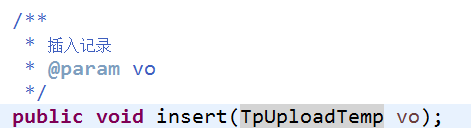 /**
* 插入记录
* @param vo
*/
public void insert(TpUploadTemp vo);